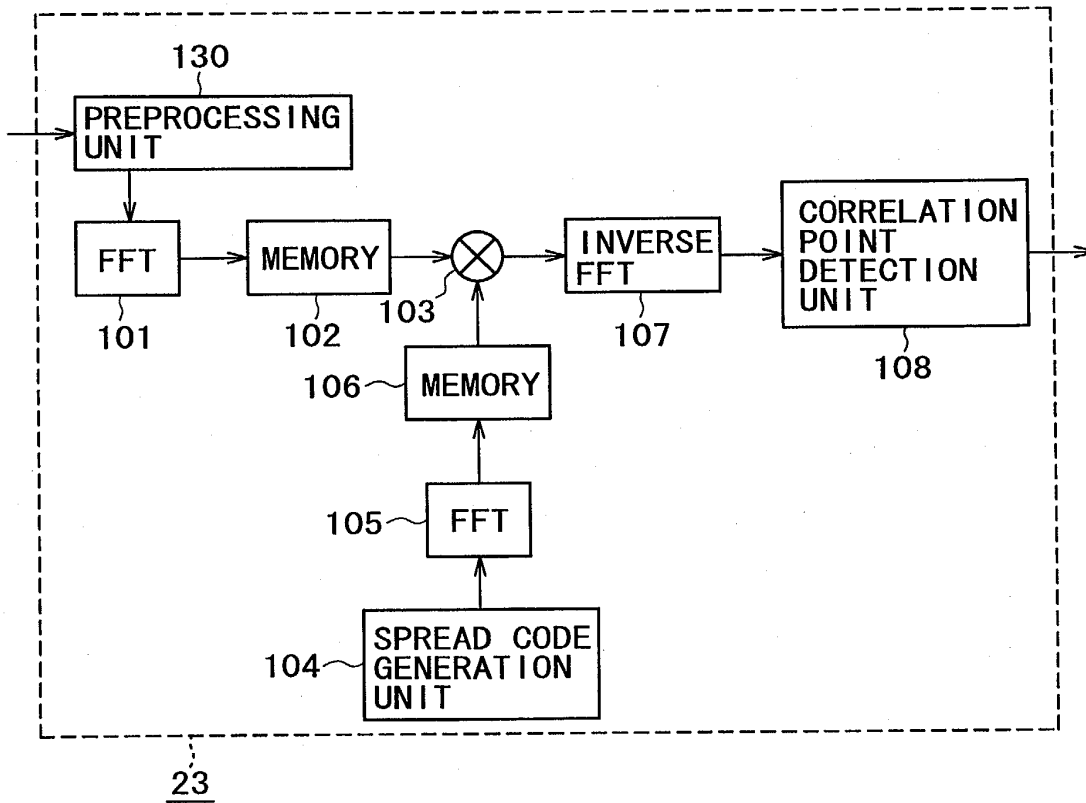 130
PREPROCESSING
UNIT
FFT
101
MEMORY
102
103
INVERSE
FFT
107
CORRELATION
POINT
DETECTION
UNIT
108
106
MEMORY
105
FFT
104
SPREAD CODE
GENERATION
UNIT
23